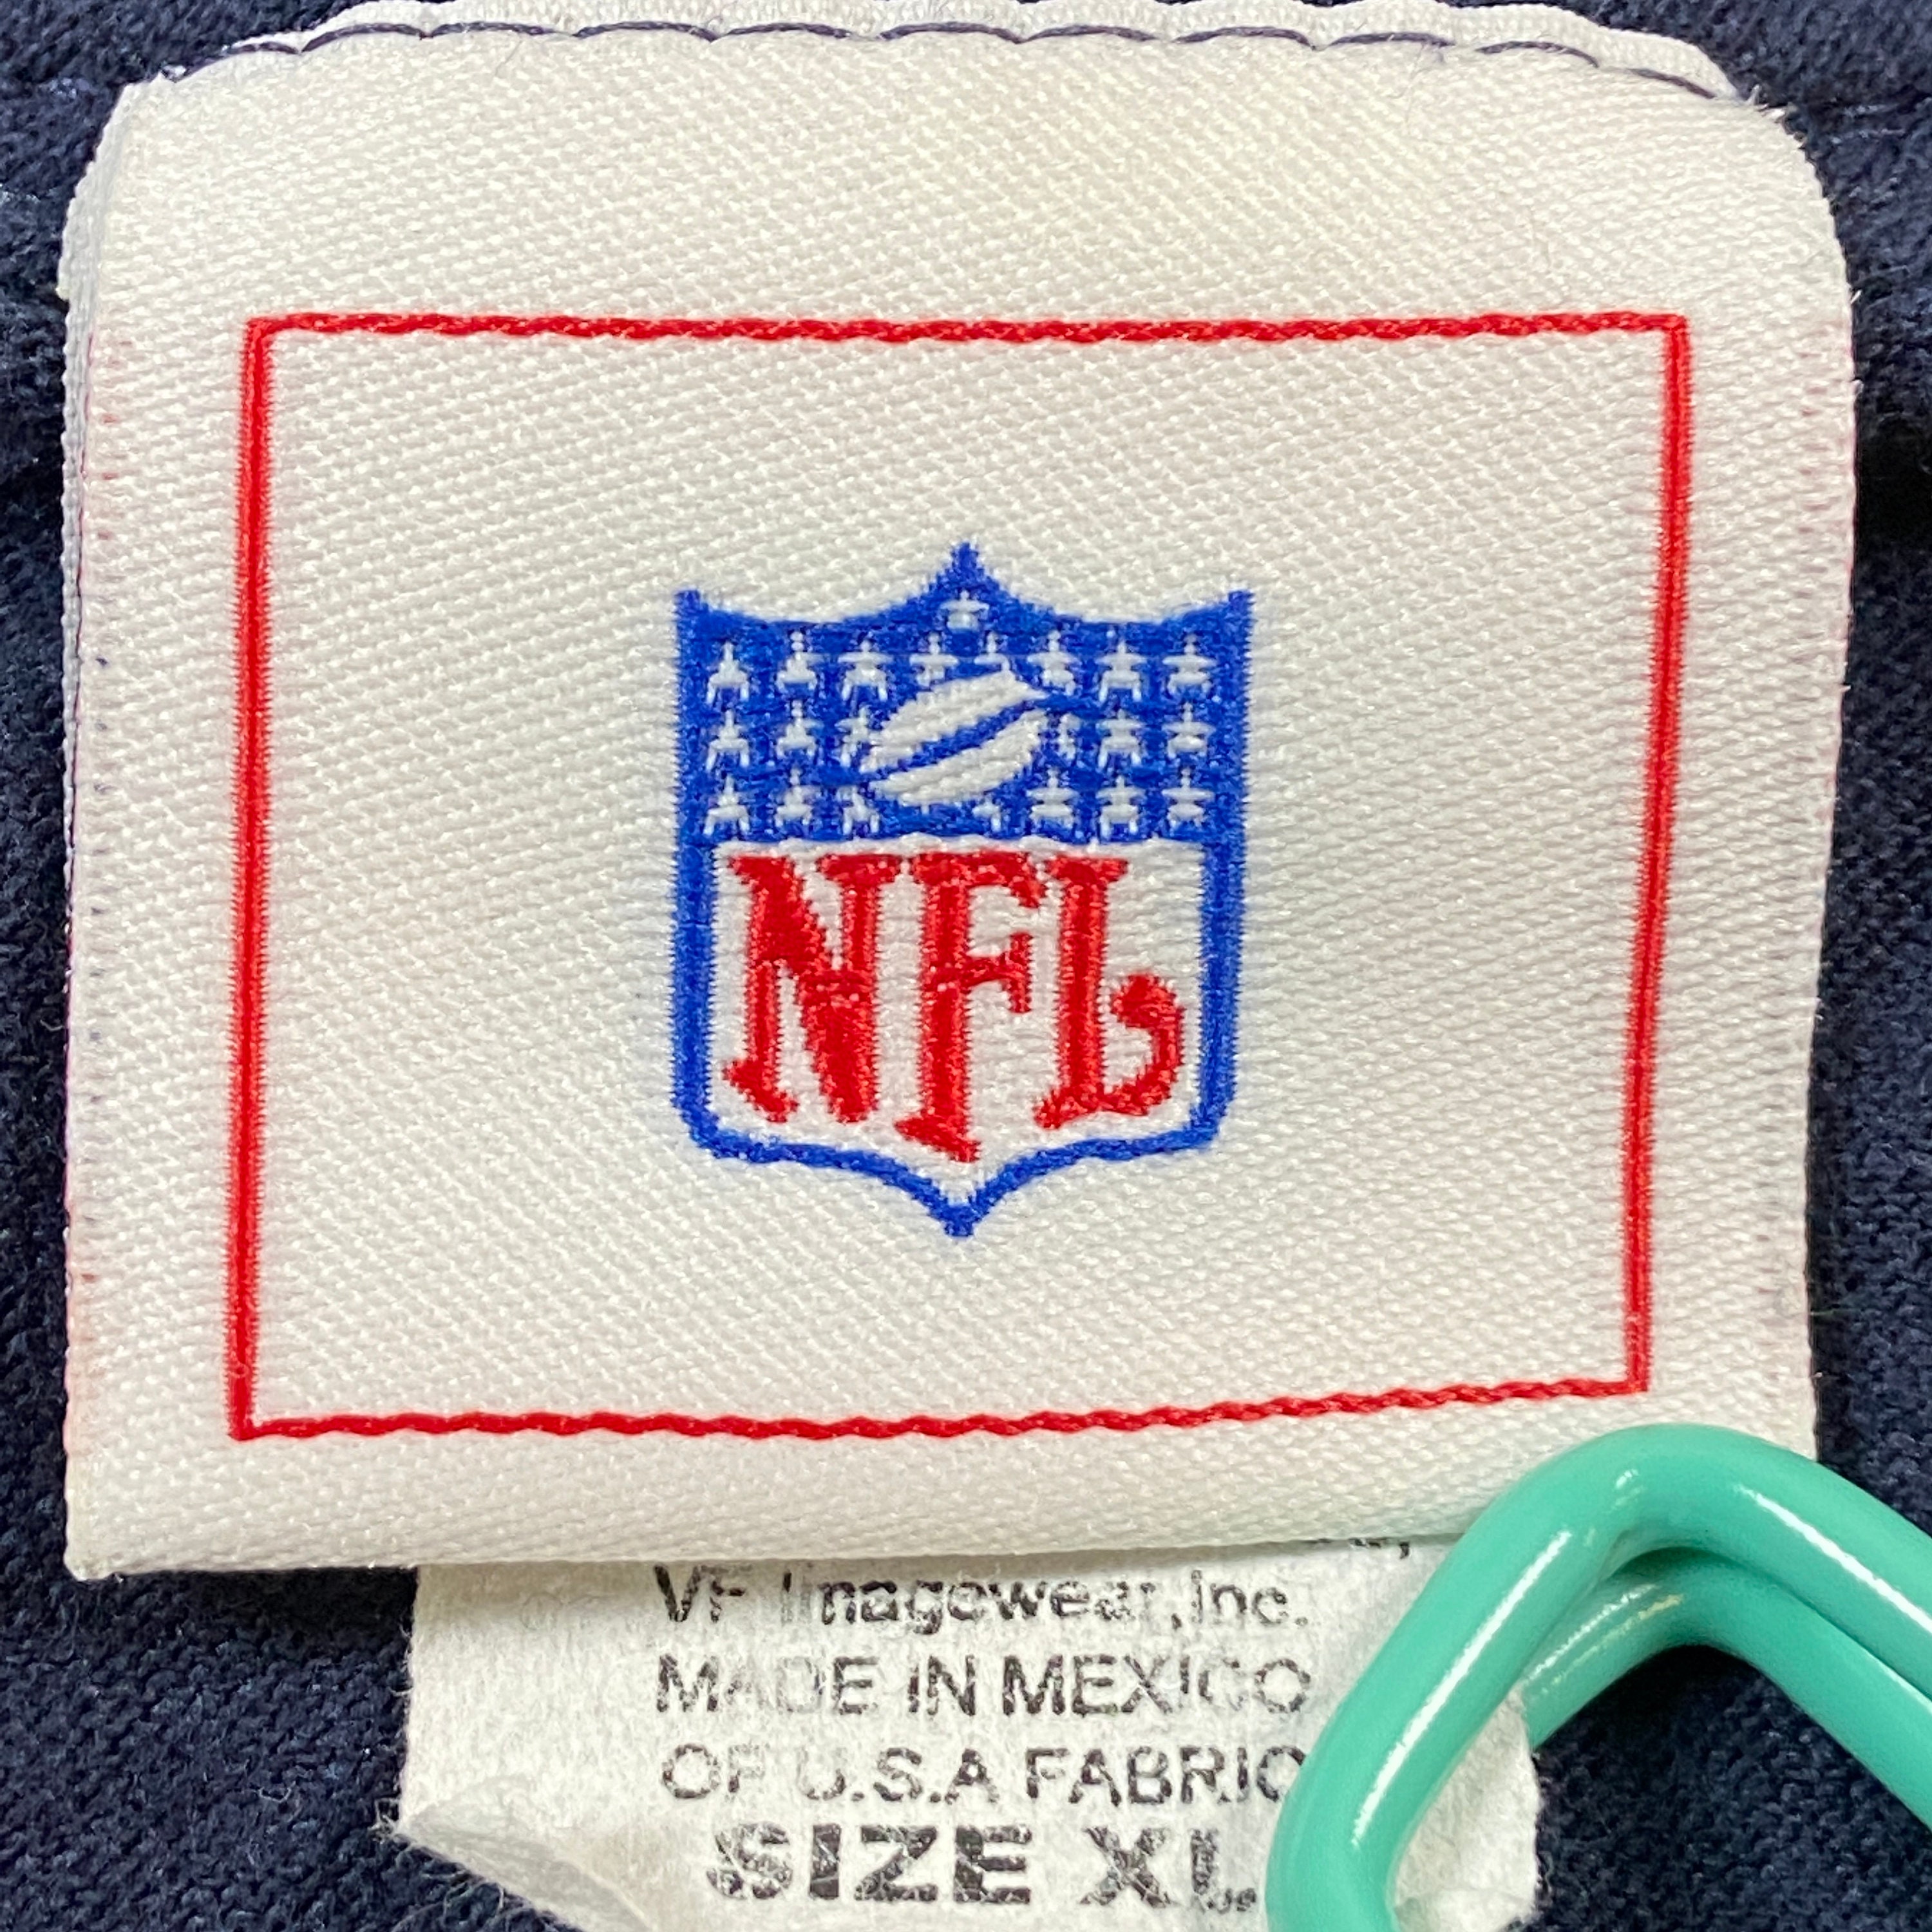 NFL
VF Imagewear,Inc.
MADE IN MEXICO
OF U.S.A FABRIC
SIZE XL